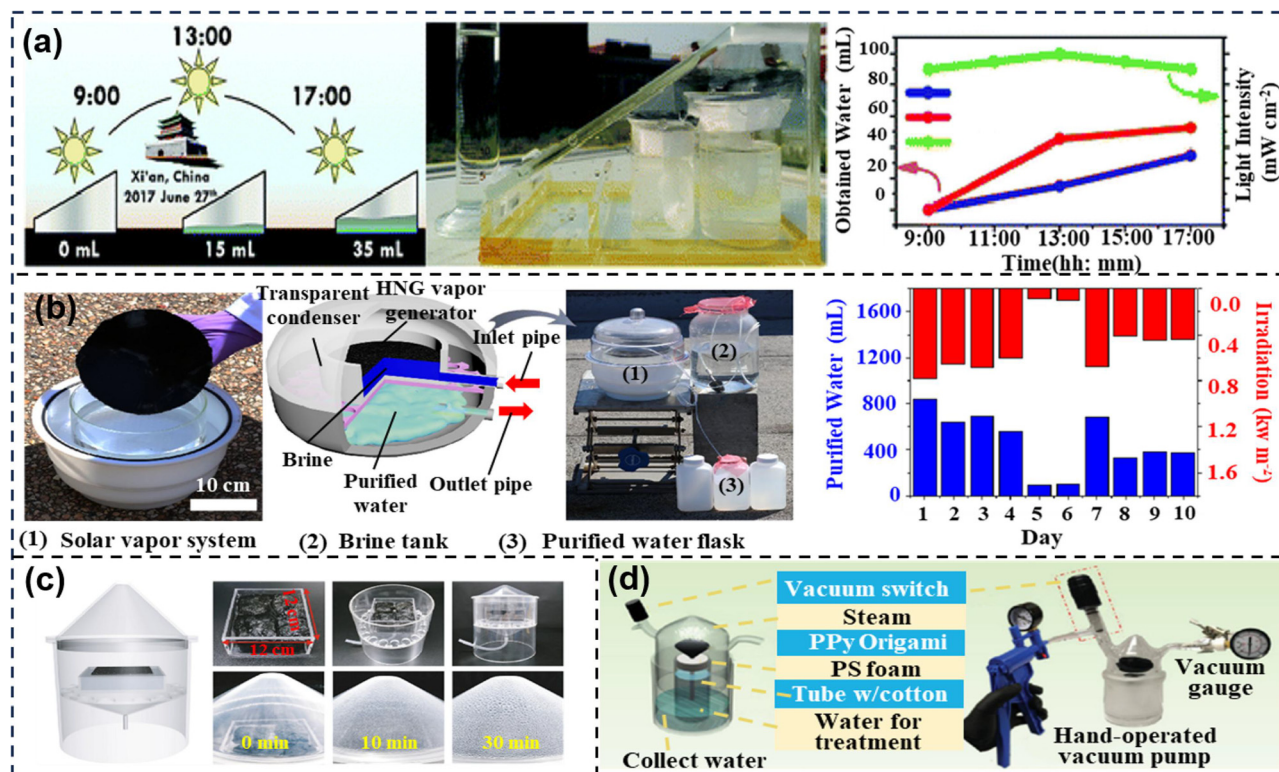 (a)
13:00
9:00
17:00
Xi'an, China
2017 June 27th
0 mL
15 mL
35 mL
Obtained Water (mL)
100
80
60
40
20
0
9:00 11:00 13:00 15:00 17:00
Time(hh: mm)
Light Intensity
(mW cm-2)
(b)
10 cm
Transparent
condenser
HNG vapor
generator
Inlet pipe
Brine
Purified
water
Outlet pipe
(1)
(2)
(3)
(1) Solar vapor system
(2) Brine tank
(3) Purified water flask
Purified Water (mL)
1600
1200
800
400
0
1 2 3 4 5 6 7 8 9 10
Day
0.0
0.4
0.8
1.2
1.6
Irradiation (kw m-2)
(c)
12 cm
12 cm
0 min
10 min
30 min
(d)
Vacuum switch
Steam
PPy Origami
PS foam
Tube w/cotton
Water for
treatment
Collect water
Vacuum
gauge
Hand-operated
vacuum pump